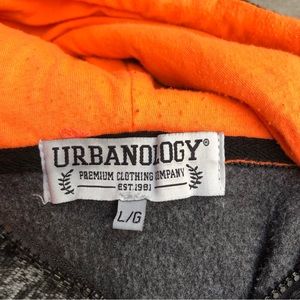 URBANOLOGY®
PREMIUM CLOTHING COMPANY
EST.1981
L/G